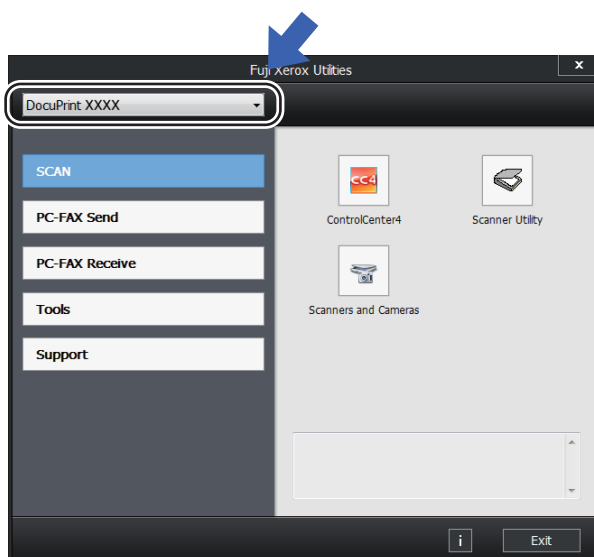 Fuji Xerox Utilities
x
DocuPrint XXXX
SCAN
PC-FAX Send
PC-FAX Receive
Tools
Support
CC4
ControlCenter4
Scanner Utility
Scanners and Cameras
i
Exit